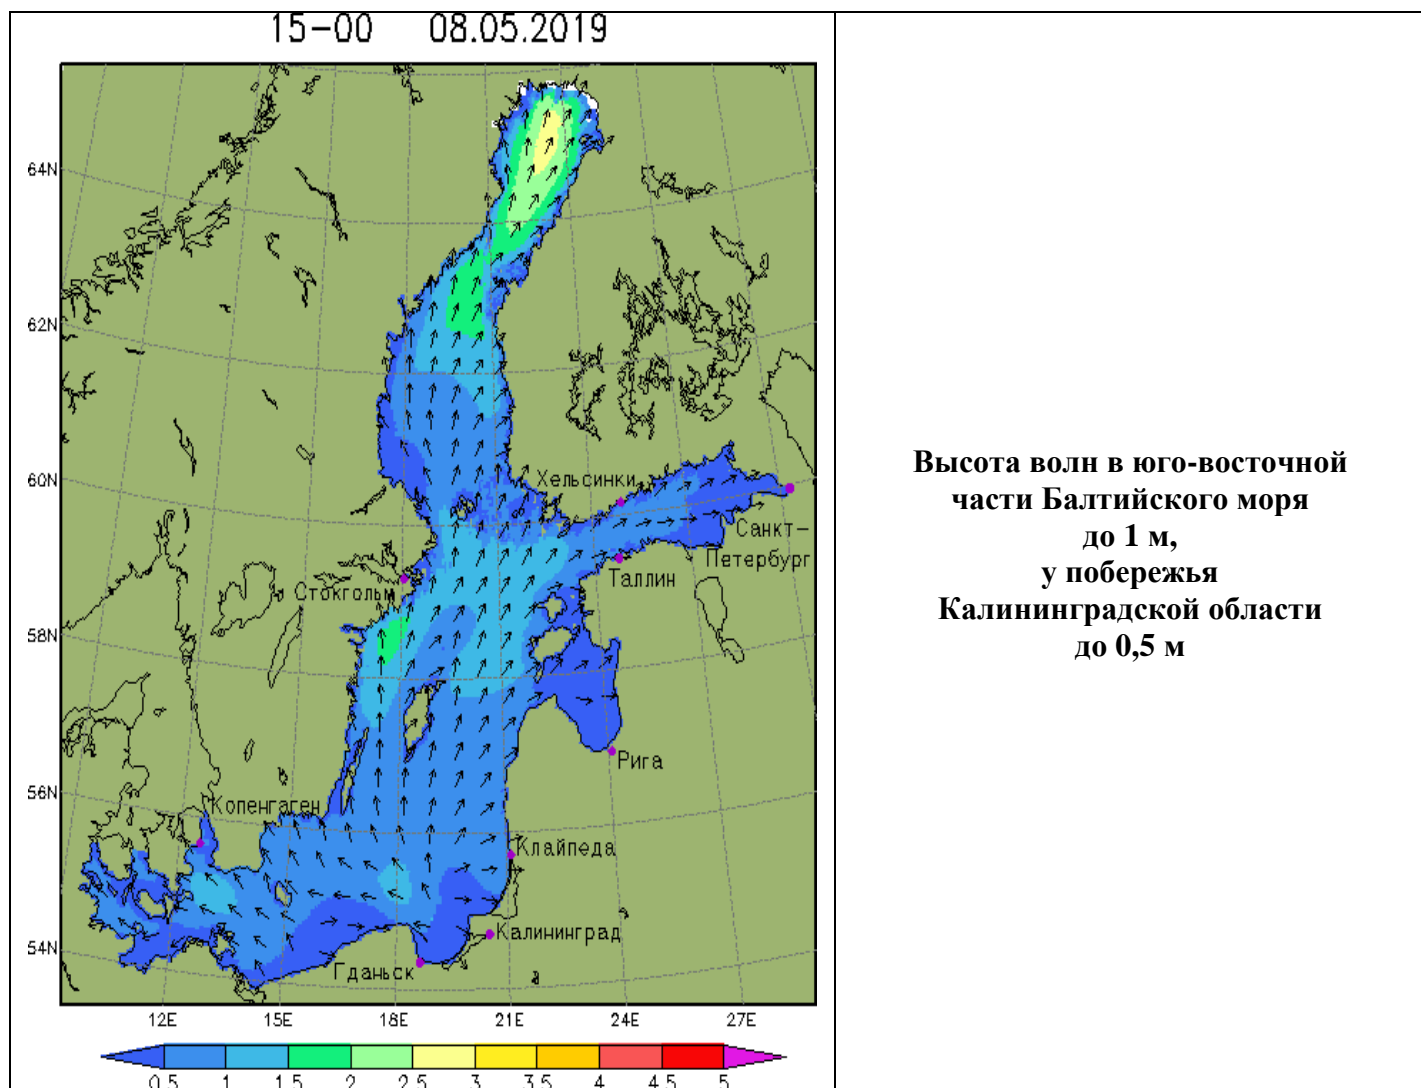 15-00 08.05.2019
64N
62N
60N
58N
56N
54N
Хельсинки
Санкт-
Петербург
Таллин
Стокгольм
Рига
Копенгаген
Клайпеда
Калининград
Гданьск
12E 15E 18E 21E 24E 27E
0.5 1 1.5 2 2.5 3 3.5 4 4.5 5
Высота волн в юго-восточной
части Балтийского моря
до 1 м,
у побережья
Калининградской области
до 0,5 м